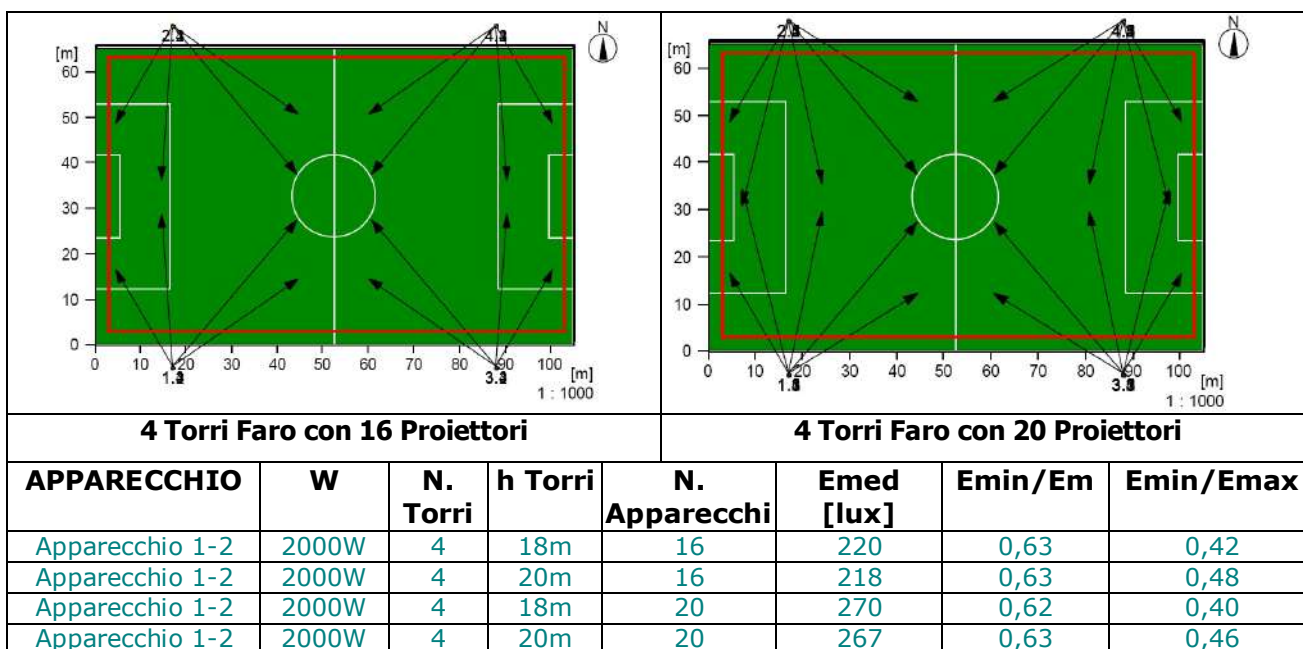 N
[m]
60
50
40
30
20
10
0
0 10 20 30 40 50 60 70 80 90 100
[m]
1 : 1000
N
[m]
60
50
40
30
20
10
0
0 10 20 30 40 50 60 70 80 90 100
[m]
1 : 1000
4 Torri Faro con 16 Proiettori
4 Torri Faro con 20 Proiettori
APPARECCHIO W N. Torri h Torri N. Apparecchi Emed [lux] Emin/Em Emin/Emax
Apparecchio 1-2 2000W 4 18m 16 220 0,63 0,42
Apparecchio 1-2 2000W 4 20m 16 218 0,63 0,48
Apparecchio 1-2 2000W 4 18m 20 270 0,62 0,40
Apparecchio 1-2 2000W 4 20m 20 267 0,63 0,46